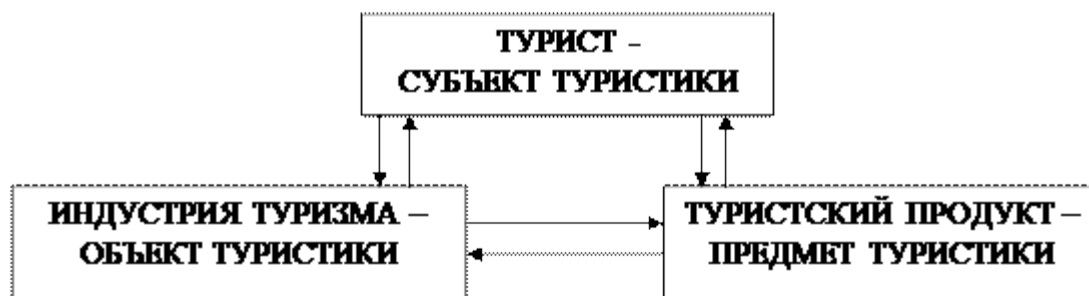 ТУРИСТ –
СУБЪЕКТ ТУРИСТИКИ
ИНДУСТРИЯ ТУРИЗМА –
ОБЪЕКТ ТУРИСТИКИ
ТУРИСТСКИЙ ПРОДУКТ –
ПРЕДМЕТ ТУРИСТИКИ